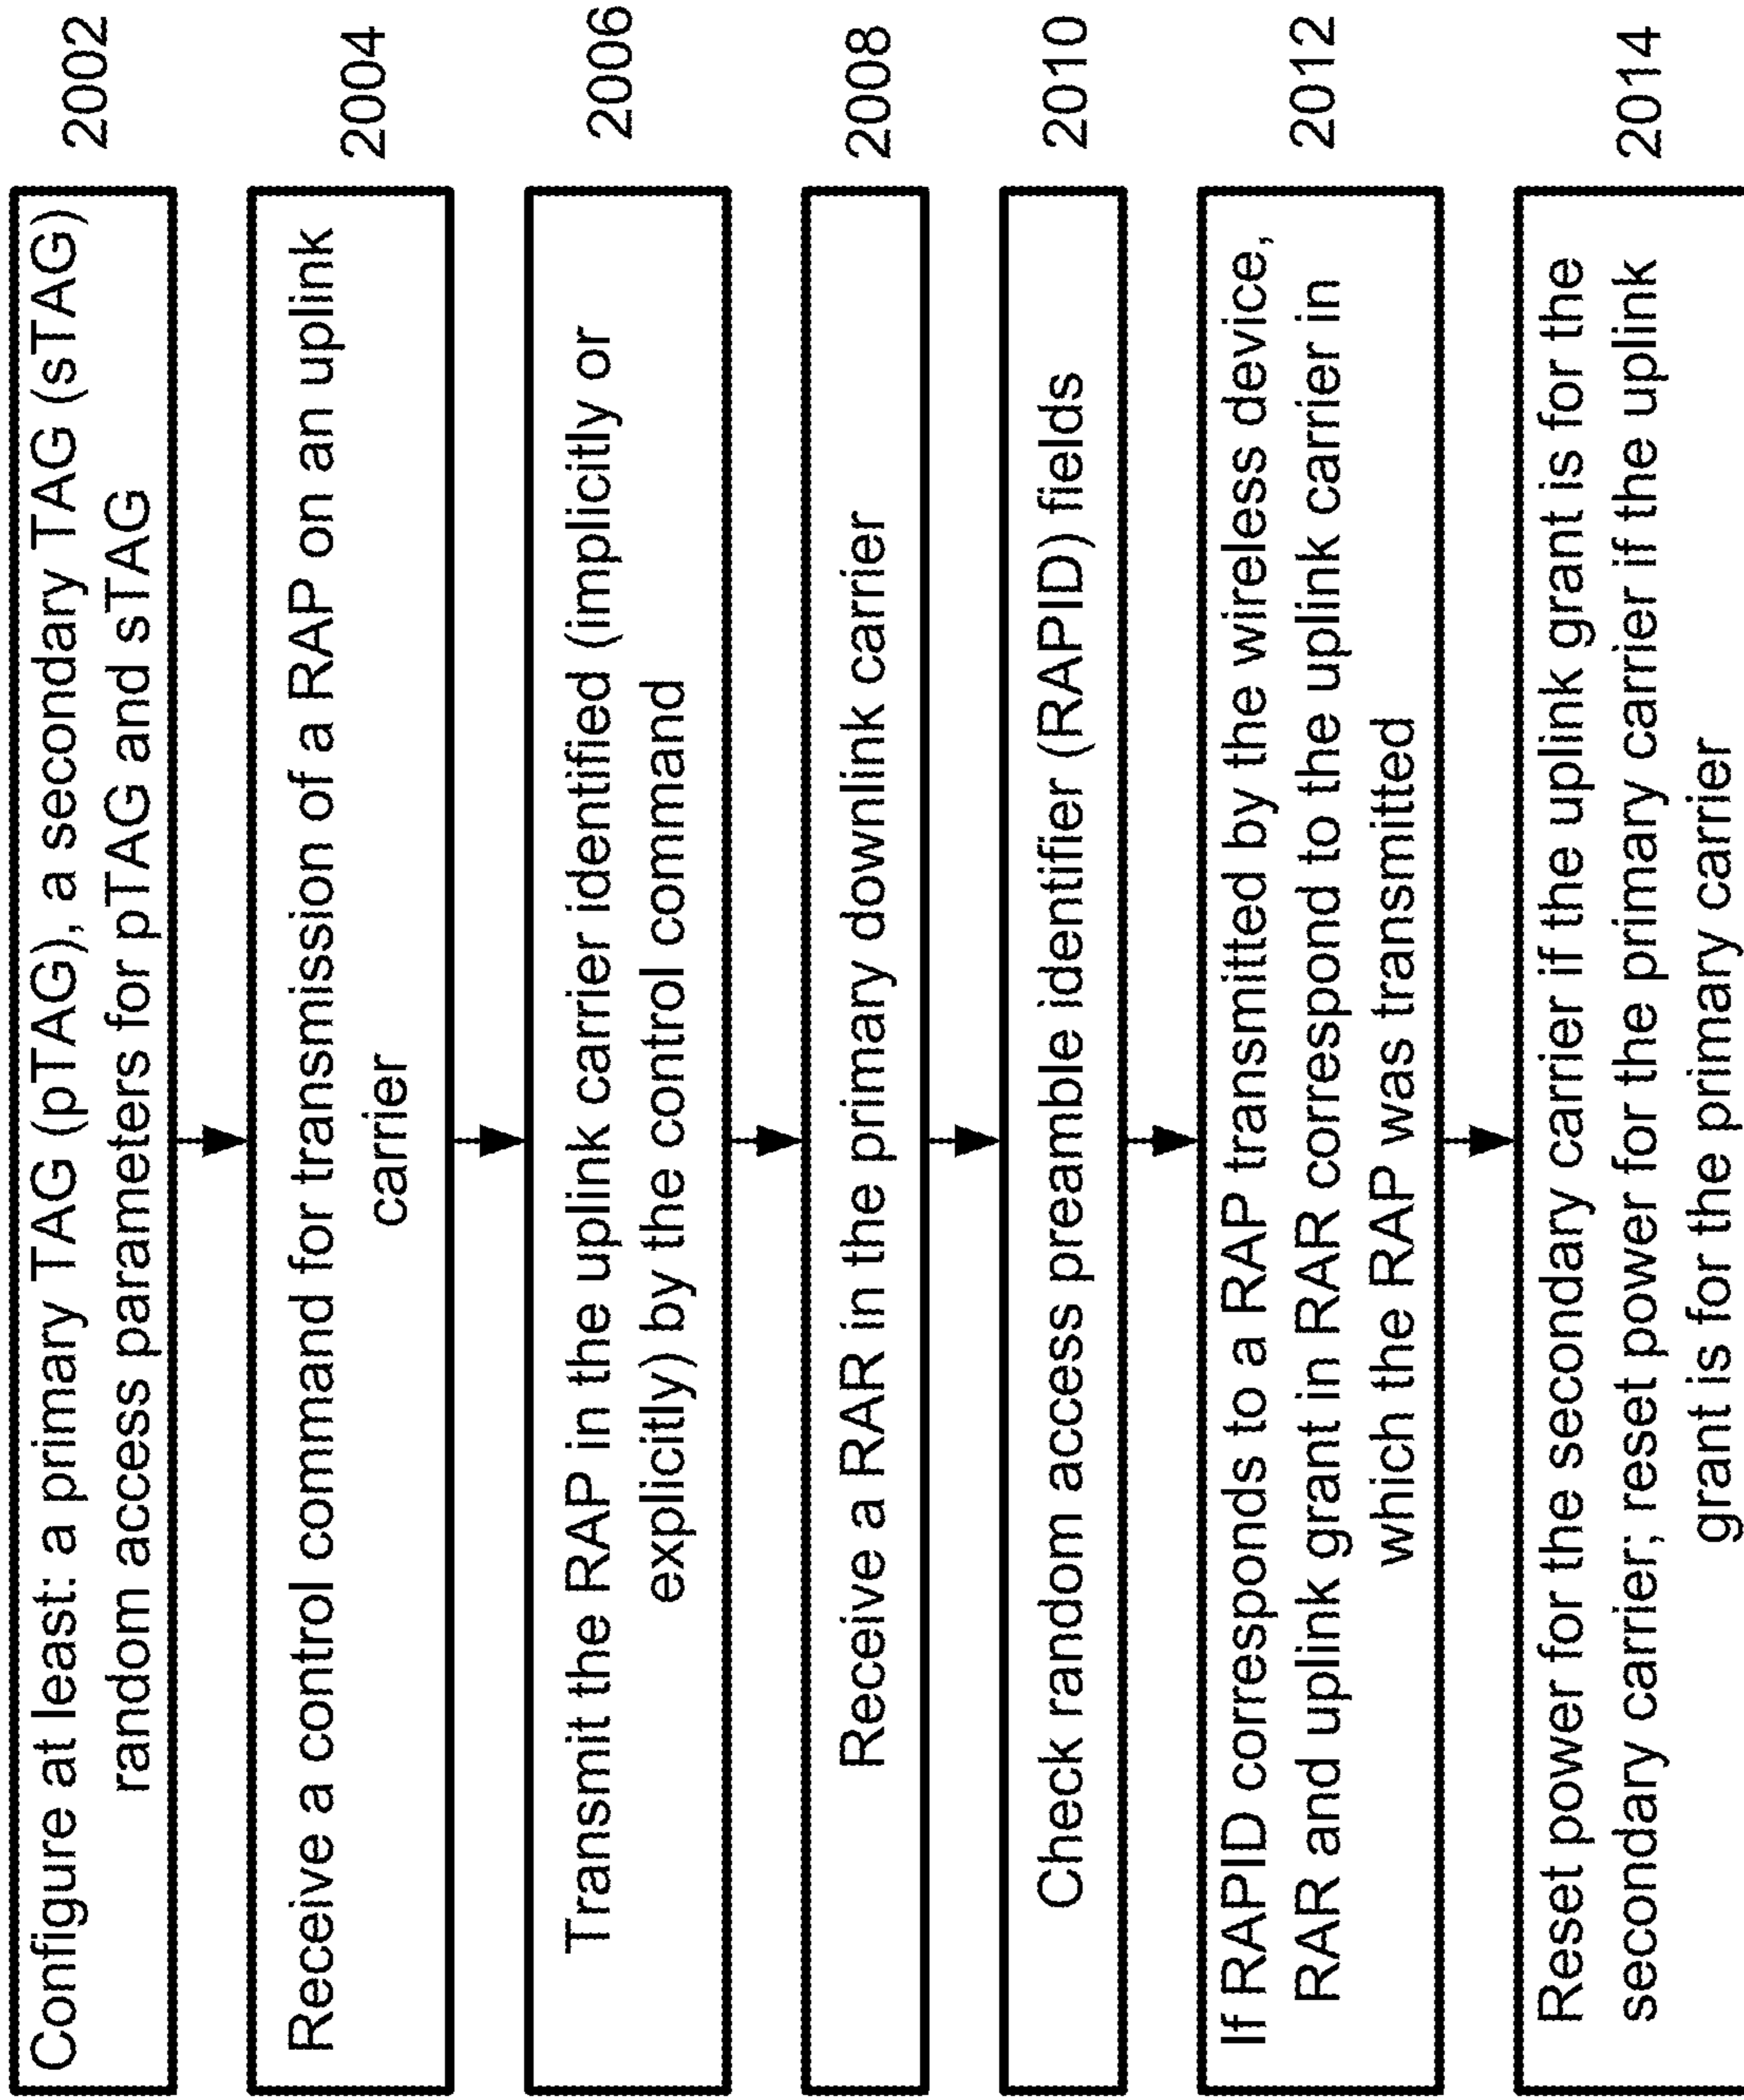 Configure at least: a primary TAG (pTAG), a secondary TAG (sTAG)
random access parameters for pTAG and sTAG
2002
Receive a control command for transmission of a RAP on an uplink
carrier
2004
Transmit the RAP in the uplink carrier identified (implicitly or
explicitly) by the control command
2006
Receive a RAR in the primary downlink carrier
2008
Check random access preamble identifier (RAPID) fields
2010
If RAPID corresponds to a RAP transmitted by the wireless device,
RAR and uplink grant in RAR correspond to the uplink carrier in
which the RAP was transmitted
2012
Reset power for the secondary carrier if the uplink grant is for the
secondary carrier; reset power for the primary carrier if the uplink
grant is for the primary carrier
2014